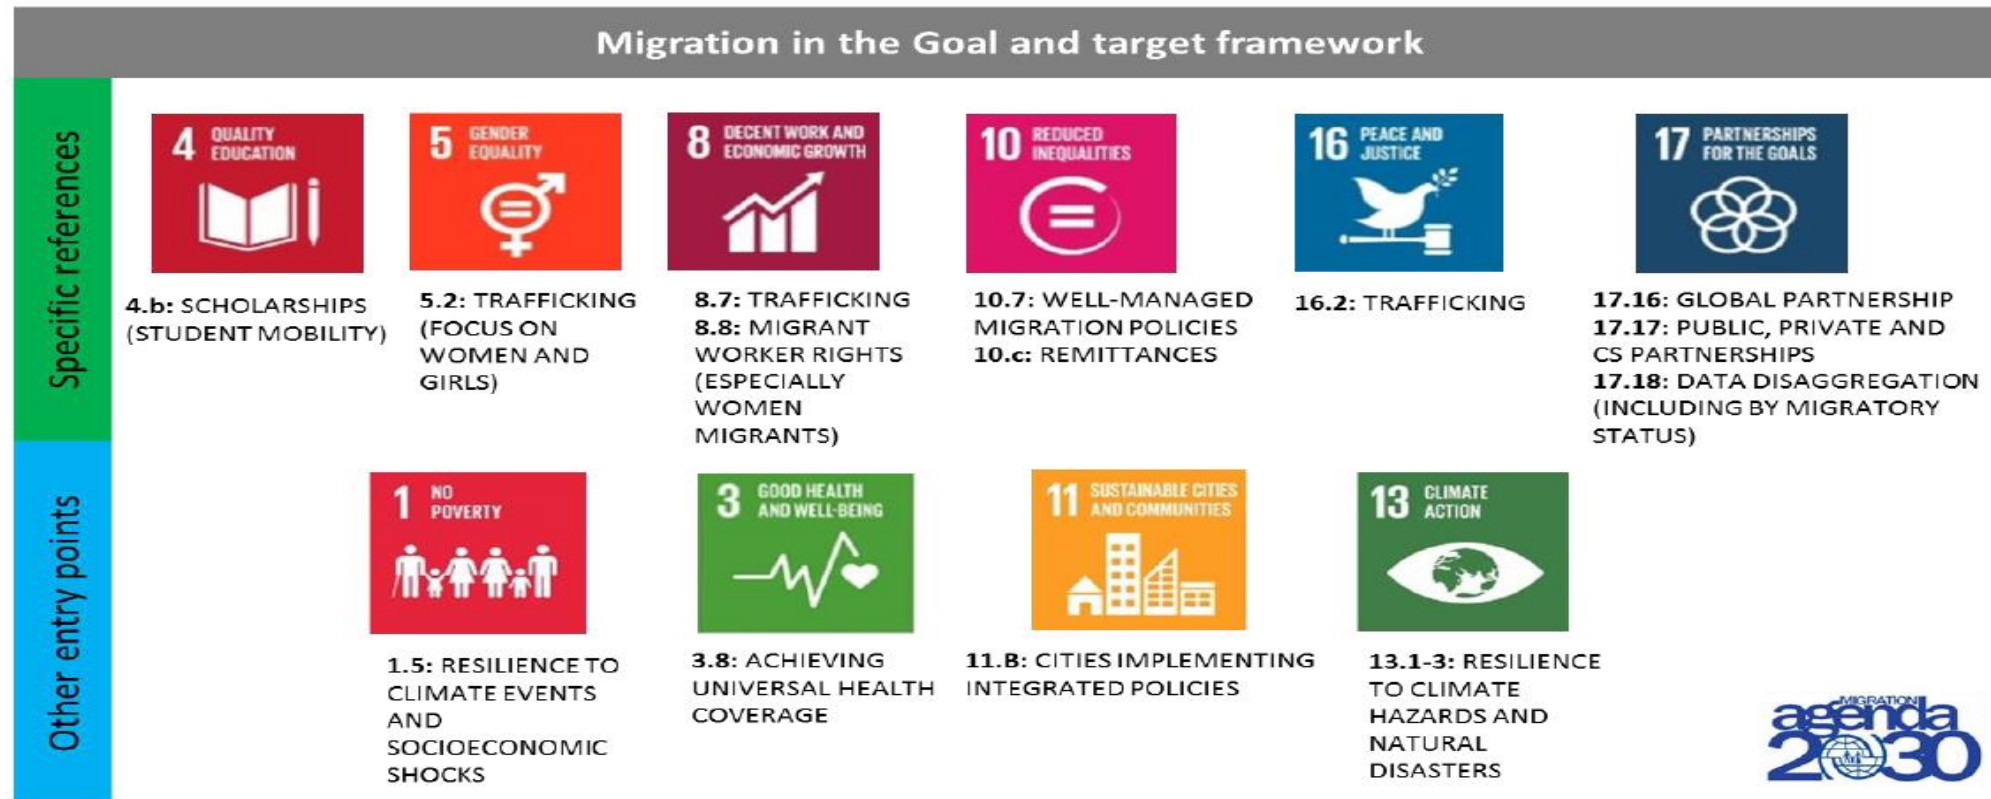 Migration in the Goal and target framework
Specific references
4 QUALITY
EDUCATION
4.b: SCHOLARSHIPS
(STUDENT MOBILITY)
5 GENDER
EQUALITY
5.2: TRAFFICKING
(FOCUS ON
WOMEN AND
GIRLS)
8 DECENT WORK AND
ECONOMIC GROWTH
8.7: TRAFFICKING
8.8: MIGRANT
WORKER RIGHTS
(ESPECIALLY
WOMEN
MIGRANTS)
10 REDUCED
INEQUALITIES
10.7: WELL-MANAGED
MIGRATION POLICIES
10.c: REMITTANCES
16 PEACE AND
JUSTICE
16.2: TRAFFICKING
17 PARTNERSHIPS
FOR THE GOALS
17.16: GLOBAL PARTNERSHIP
17.17: PUBLIC, PRIVATE AND
CS PARTNERSHIPS
17.18: DATA DISAGGREGATION
(INCLUDING BY MIGRATORY
STATUS)
Other entry points
1 NO
POVERTY
1.5: RESILIENCE TO
CLIMATE EVENTS
AND
SOCIOECONOMIC
SHOCKS
3 GOOD HEALTH
AND WELL-BEING
3.8: ACHIEVING
UNIVERSAL HEALTH
COVERAGE
11 SUSTAINABLE CITIES
AND COMMUNITIES
11.B: CITIES IMPLEMENTING
INTEGRATED POLICIES
13 CLIMATE
ACTION
13.1-3: RESILIENCE
TO CLIMATE
HAZARDS AND
NATURAL
DISASTERS
MIGRATION
agenda
2030